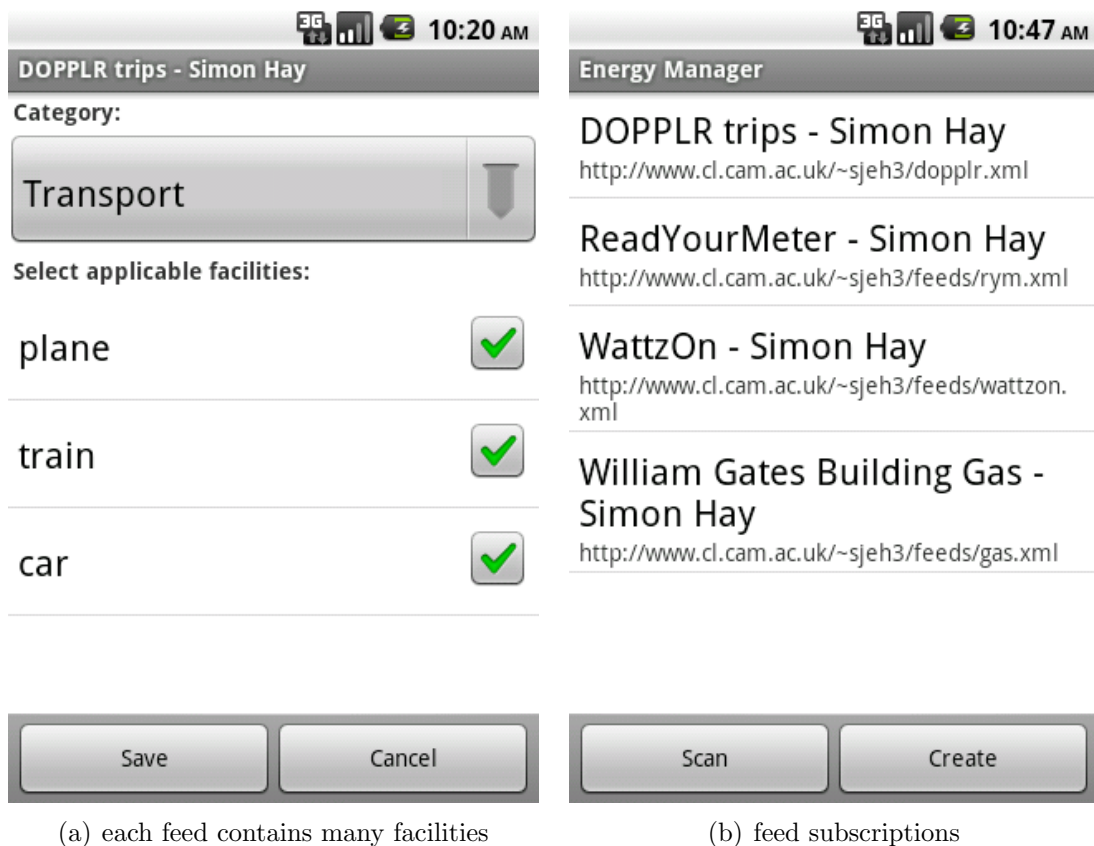 3G 10:20 AM
DOPPLR trips - Simon Hay
Category:
Transport
Select applicable facilities:
plane
train
car
Save Cancel
(a) each feed contains many facilities
3G 10:47 AM
Energy Manager
DOPPLR trips - Simon Hay
http://www.cl.cam.ac.uk/~sjeh3/dopplr.xml
ReadYourMeter - Simon Hay
http://www.cl.cam.ac.uk/~sjeh3/feeds/rym.xml
WattzOn - Simon Hay
http://www.cl.cam.ac.uk/~sjeh3/feeds/wattzon.
xml
William Gates Building Gas -
Simon Hay
http://www.cl.cam.ac.uk/~sjeh3/feeds/gas.xml
Scan Create
(b) feed subscriptions